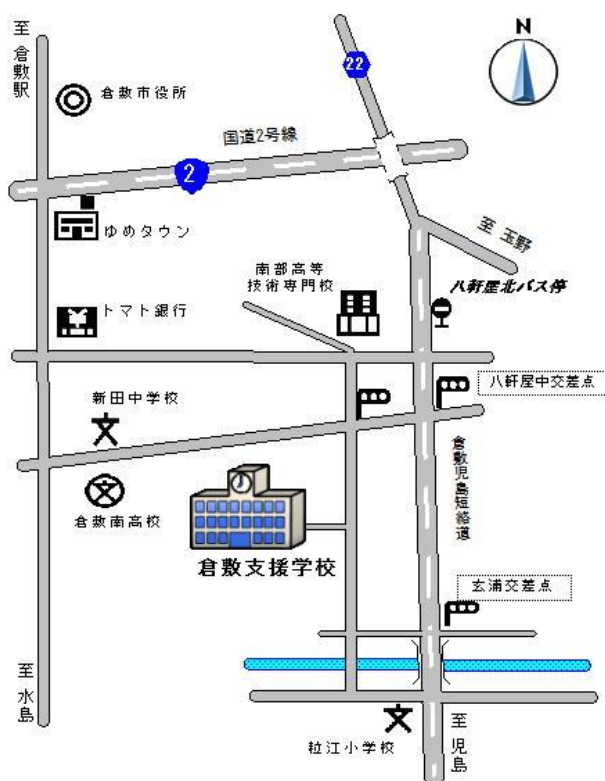 至 倉敷駅
22
N
倉敷市役所
国道2号線
2
ゆめタウン
至 玉野
南部高等
技術専門校
八軒屋北バス停
トマト銀行
八軒屋中交差点
新田中学校
倉敷児島短絡道
倉敷南高校
倉敷支援学校
玄浦交差点
至 水島
粒江小学校
至 児島